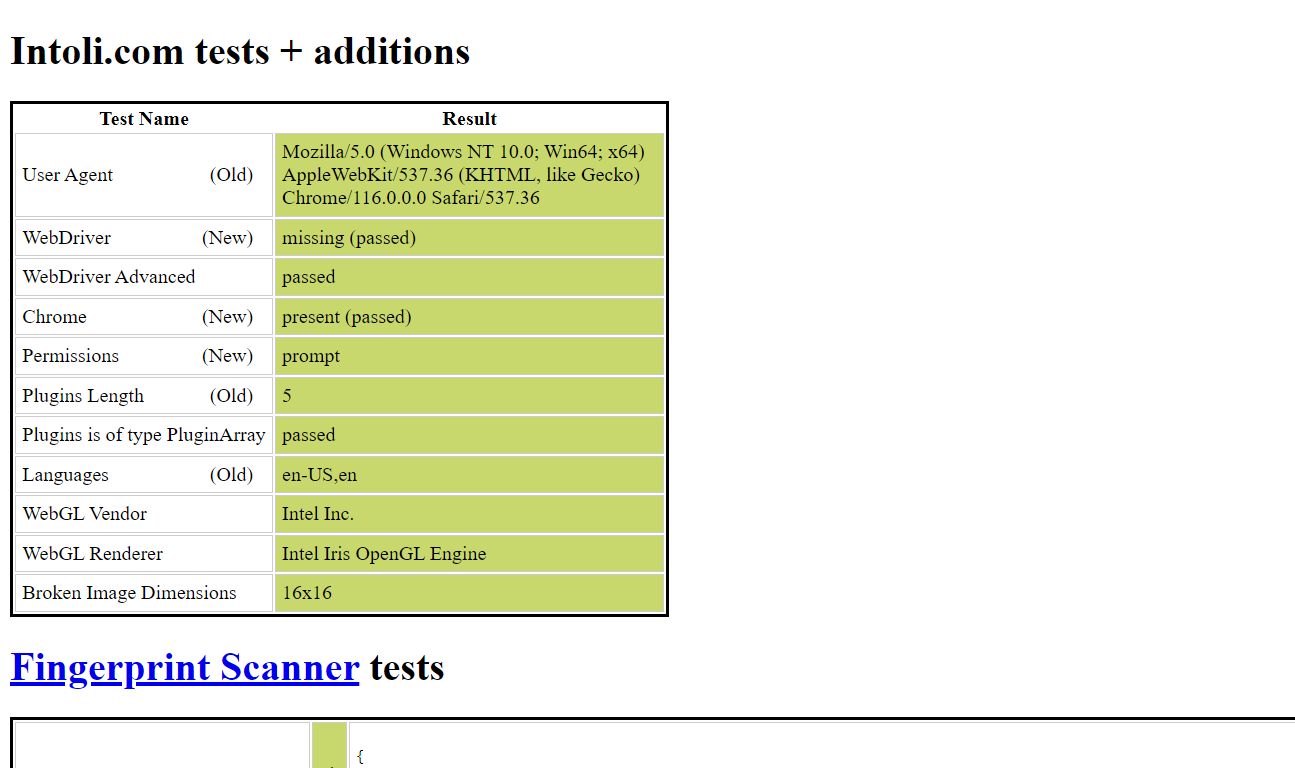 Intoli.com tests + additions
Test Name Result
User Agent (Old) Mozilla/5.0 (Windows NT 10.0; Win64; x64)
AppleWebKit/537.36 (KHTML, like Gecko)
Chrome/116.0.0.0 Safari/537.36
WebDriver (New) missing (passed)
WebDriver Advanced passed
Chrome (New) present (passed)
Permissions (New) prompt
Plugins Length (Old) 5
Plugins is of type PluginArray passed
Languages (Old) en-US,en
WebGL Vendor Intel Inc.
WebGL Renderer Intel Iris OpenGL Engine
Broken Image Dimensions 16x16
Fingerprint Scanner tests
{